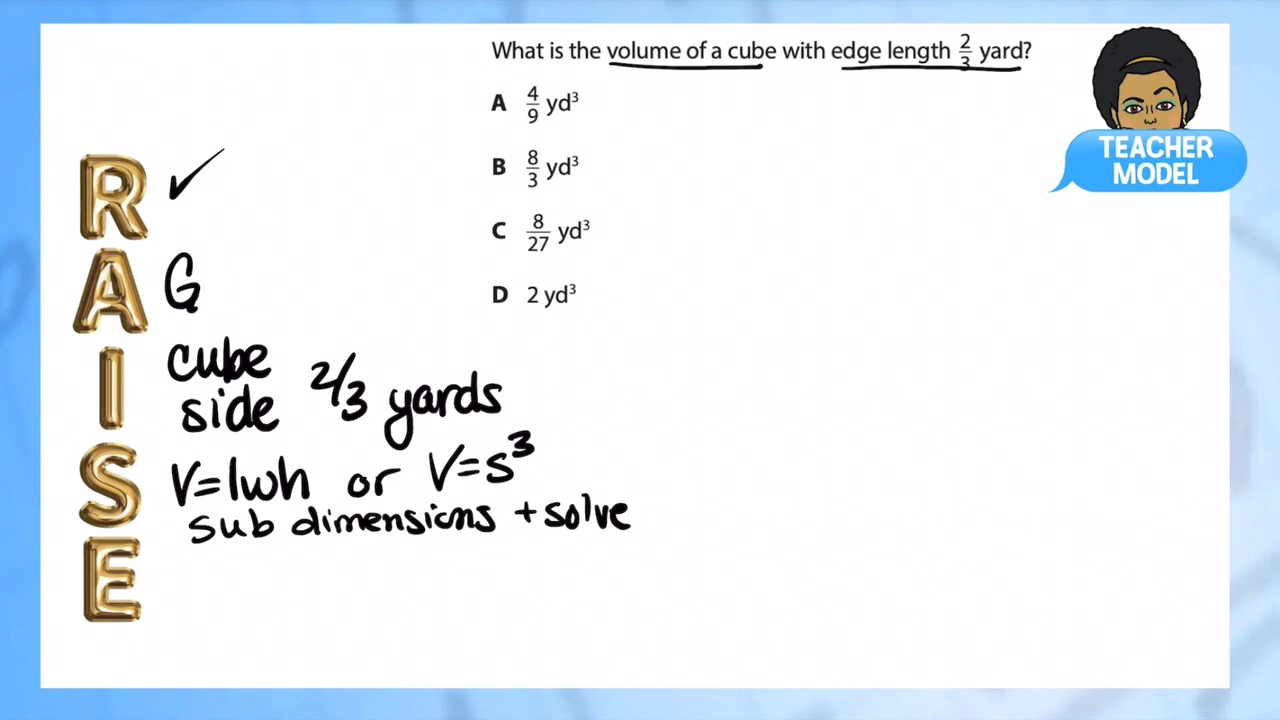 What is the volume of a cube with edge length 2/3 yard?
A 4/9 yd³
B 8/3 yd³
C 8/27 yd³
D 2 yd³
TEACHER
MODEL
R ✓
A G
I cube
side 2/3 yards
S V=lwh or V=s³
sub dimensions + solve
E